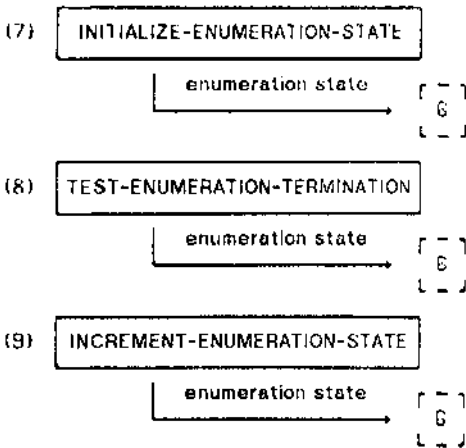 (7) INITIALIZE-ENUMERATION-STATE
enumeration state
G
(8) TEST-ENUMERATION-TERMINATION
enumeration state
G
(9) INCREMENT-ENUMERATION-STATE
enumeration state
G